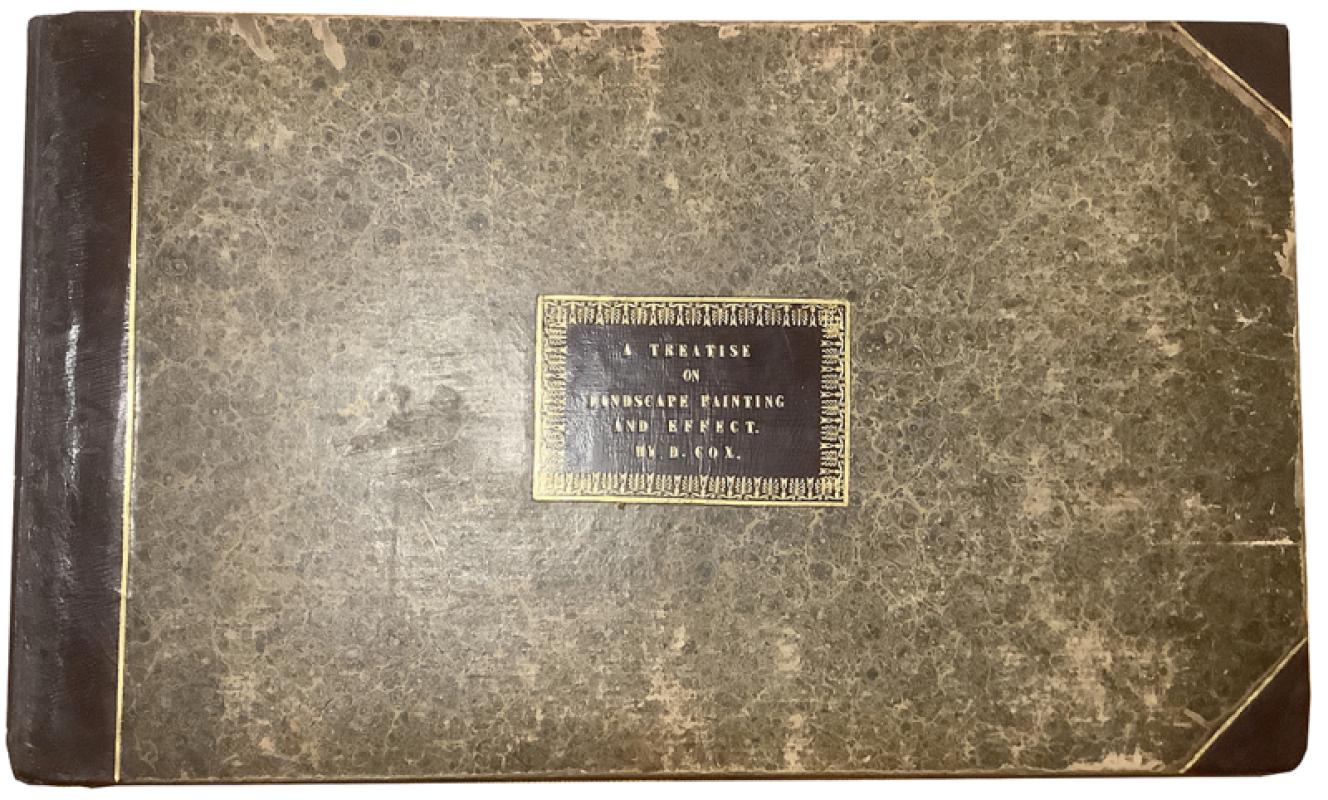 A TREATISE
ON
LANDSCAPE PAINTING
AND EFFECT.
BY. D. COX.